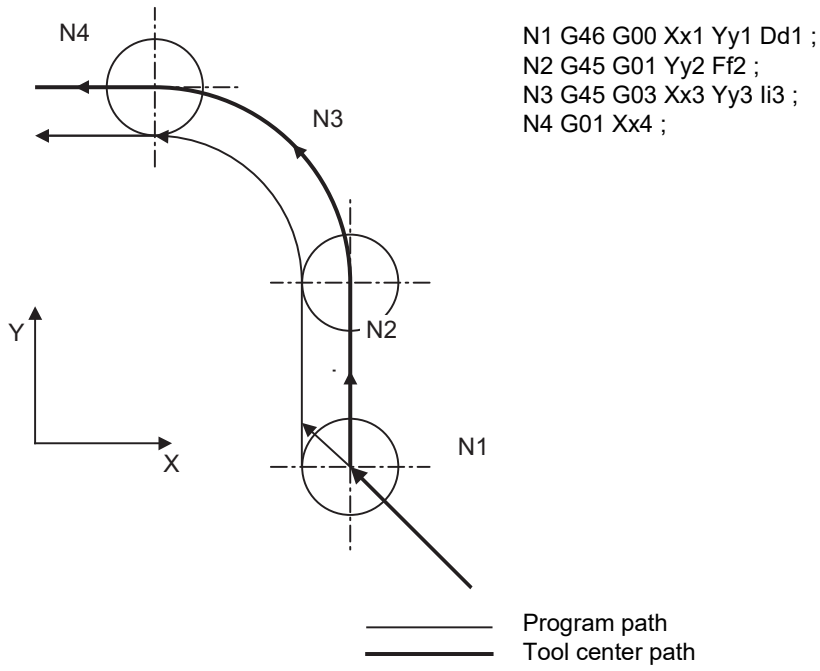 N4
N1 G46 G00 Xx1 Yy1 Dd1 ;
N2 G45 G01 Yy2 Ff2 ;
N3 G45 G03 Xx3 Yy3 Ii3 ;
N4 G01 Xx4 ;
N3
N2
Y
X
N1
Program path
Tool center path